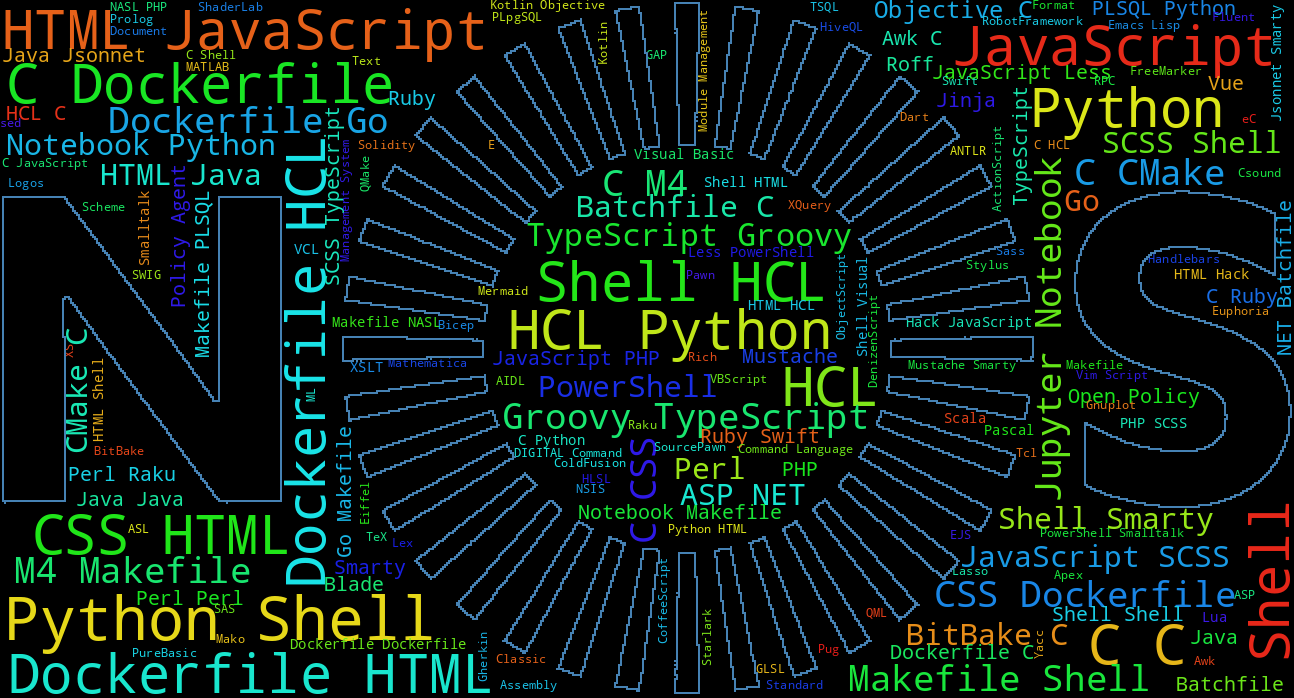 HTML JavaScript
NASL PHP
Prolog
Document
ShaderLab
Java Jsonnet
C Shell
MATLAB
Text
C Dockerfile
Ruby
HCL C
sed
Dockerfile Go
Notebook Python
C JavaScript
Logos
HTML Java
Scheme
Smalltalk
Policy Agent
Makefile PLSQL
SWIG
VCL
Dockerfile HCL
SCSS TypeScript
Management System
QMake
Solidity
Kotlin Objective
PLpgSQL
Kotlin
GAP
Module Management
TSQL
HiveQL
E
Visual Basic
C M4
Shell HTML
Batchfile C
XQuery
TypeScript Groovy
Less PowerShell
Shell HCL
Pawn
Mermaid
HTML HCL
ObjectScript
Shell Visual
DenizenScript
HCL Python
Makefile NASL
Bicep
XSLT
Mathematica
JavaScript PHP
Rich
Mustache
AIDL
PowerShell
VBScript
HCL
Groovy TypeScript
Raku
Ruby Swift
C Python
DIGITAL Command
SourcePawn
Command Language
ColdFusion
C CSS
Perl
PHP
HLSL
NSIS
ASP NET
Notebook Makefile
Python HTML
Objective C
Format
RobotFramework
PLSQL Python
Emacs Lisp
Fluent
Awk C
JavaScript
Roff
JavaScript Less
Swift
FreeMarker
RPC
Vue
Jsonnet Smarty
Jinja
Python
Dart
eC
ANTLR
ActionScript
TypeScript
C HCL
SCSS Shell
C CMake
Csound
Go
Jupyter Notebook
Sass
Stylus
Handlebars
HTML Hack
C Ruby
Euphoria
NET Batchfile
Hack JavaScript
Mustache Smarty
Makefile
Vim Script
Open Policy
Gnuplot
PHP SCSS
Scala
Pascal
Tcl
CMake C
XS
HTML Shell
ML
BitBake
Perl Raku
Java Java
CSS HTML
ASL
Go Makefile
Eiffel
TeX
Lex
M4 Makefile
Smarty
Blade
Perl Perl
SAS
Python Shell
Mako
PureBasic
Dockerfile Dockerfile
Dockerfile HTML
Gherkin
Classic
Assembly
CoffeeScript
Starlark
GLSL
Standard
Pug
QML
Shell Smarty
PowerShell Smalltalk
EJS
JavaScript SCSS
Lasso
Apex
CSS Dockerfile
ASP
Shell Shell
Lua
Shell
BitBake C
Yacc
C C
Java
Dockerfile C
Awk
Makefile Shell
Batchfile